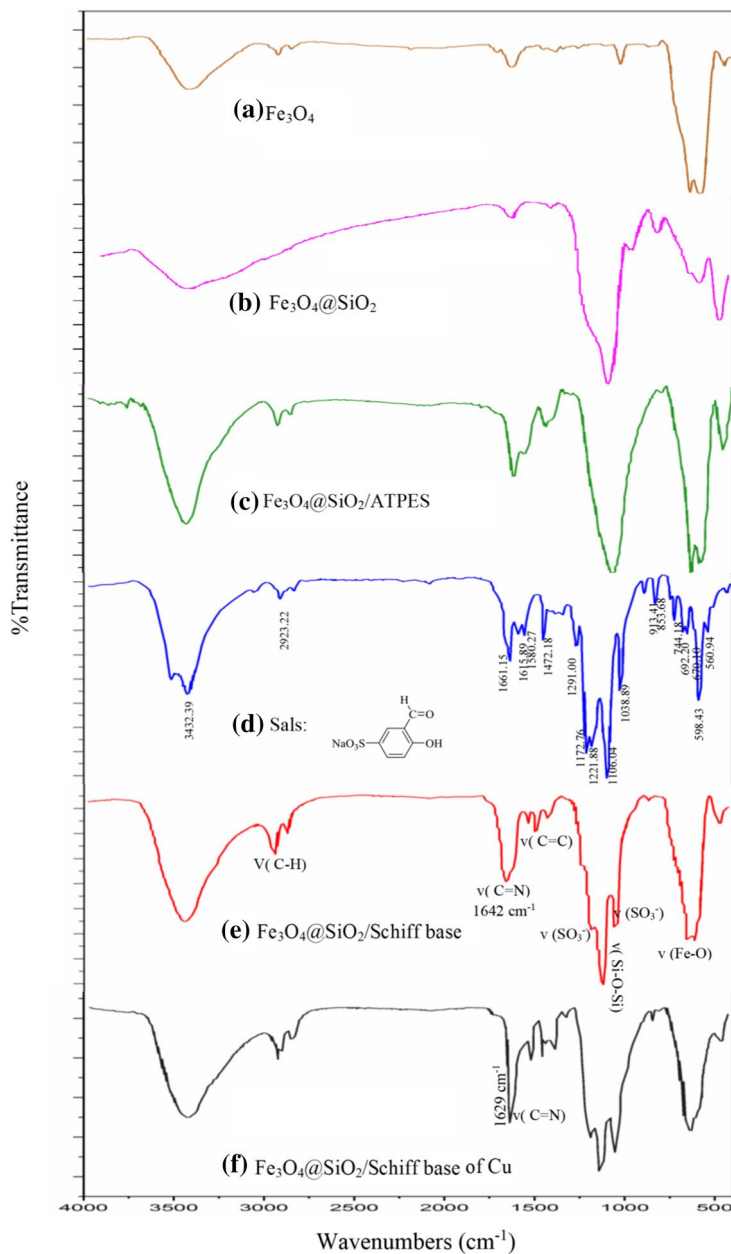 %Transmittance
(a) Fe₃O₄
(b) Fe₃O₄@SiO₂
(c) Fe₃O₄@SiO₂/ATPES
3432.39
2923.22
1661.15
1615.89
1580.27
1472.18
1291.00
1172.76
1221.88
1106.04
1038.89
913.41
853.68
744.18
692.20
670.10
598.43
560.94
(d) Sals:
H
C=O
NaO₃S
OH
V( C-H)
ν( C=N)
1642 cm⁻¹
ν( C=C)
ν (SO₃⁻)
ν( Si-O-Si)
ν (SO₃⁻)
ν (Fe-O)
(e) Fe₃O₄@SiO₂/Schiff base
1629 cm⁻¹
ν( C=N)
(f) Fe₃O₄@SiO₂/Schiff base of Cu
4000 3500 3000 2500 2000 1500 1000 500
Wavenumbers (cm⁻¹)